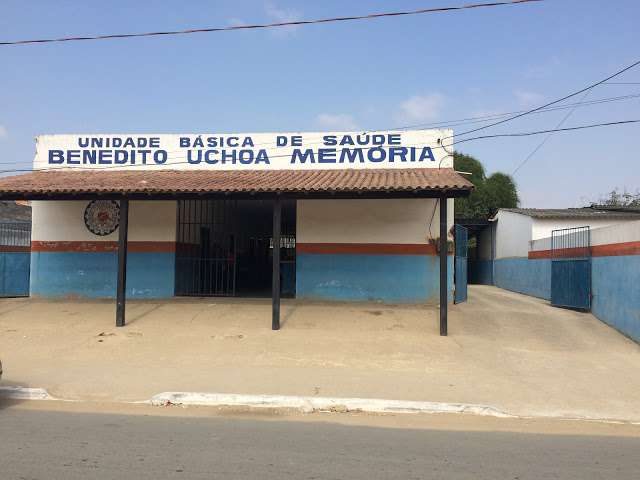 UNIDADE BÁSICA DE SAÚDE
BENEDITO UCHOA MEMÓRIA